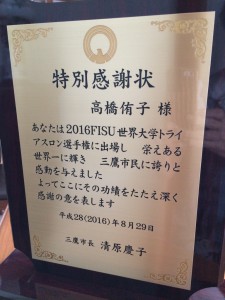 特別感謝状
高橋侑子 様
あなたは2016FISU世界大学トライ
アスロン選手権に出場し 栄えある
世界一に輝き 三鷹市民に誇りと
感動を与えました
よってここにその功績をたたえ深く
感謝の意を表します
平成28(2016)年8月29日
三鷹市長 清原慶子